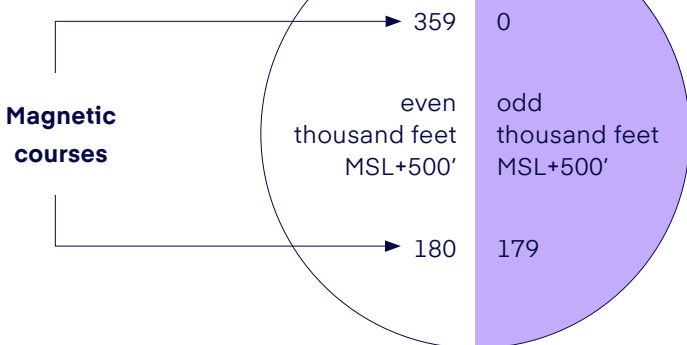 359 0
Magnetic
courses
even
thousand feet
MSL+500’
odd
thousand feet
MSL+500’
180 179